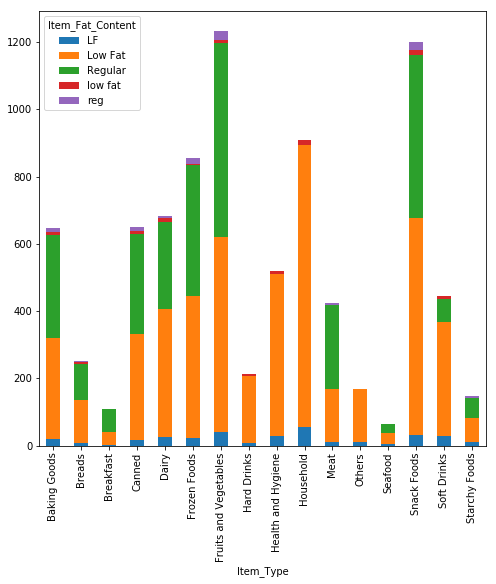 Item_Fat_Content
LF
Low Fat
Regular
low fat
reg
1200
1000
800
600
400
200
0
Baking Goods
Breads
Breakfast
Canned
Dairy
Frozen Foods
Fruits and Vegetables
Hard Drinks
Health and Hygiene
Household
Meat
Others
Seafood
Snack Foods
Soft Drinks
Starchy Foods
Item_Type